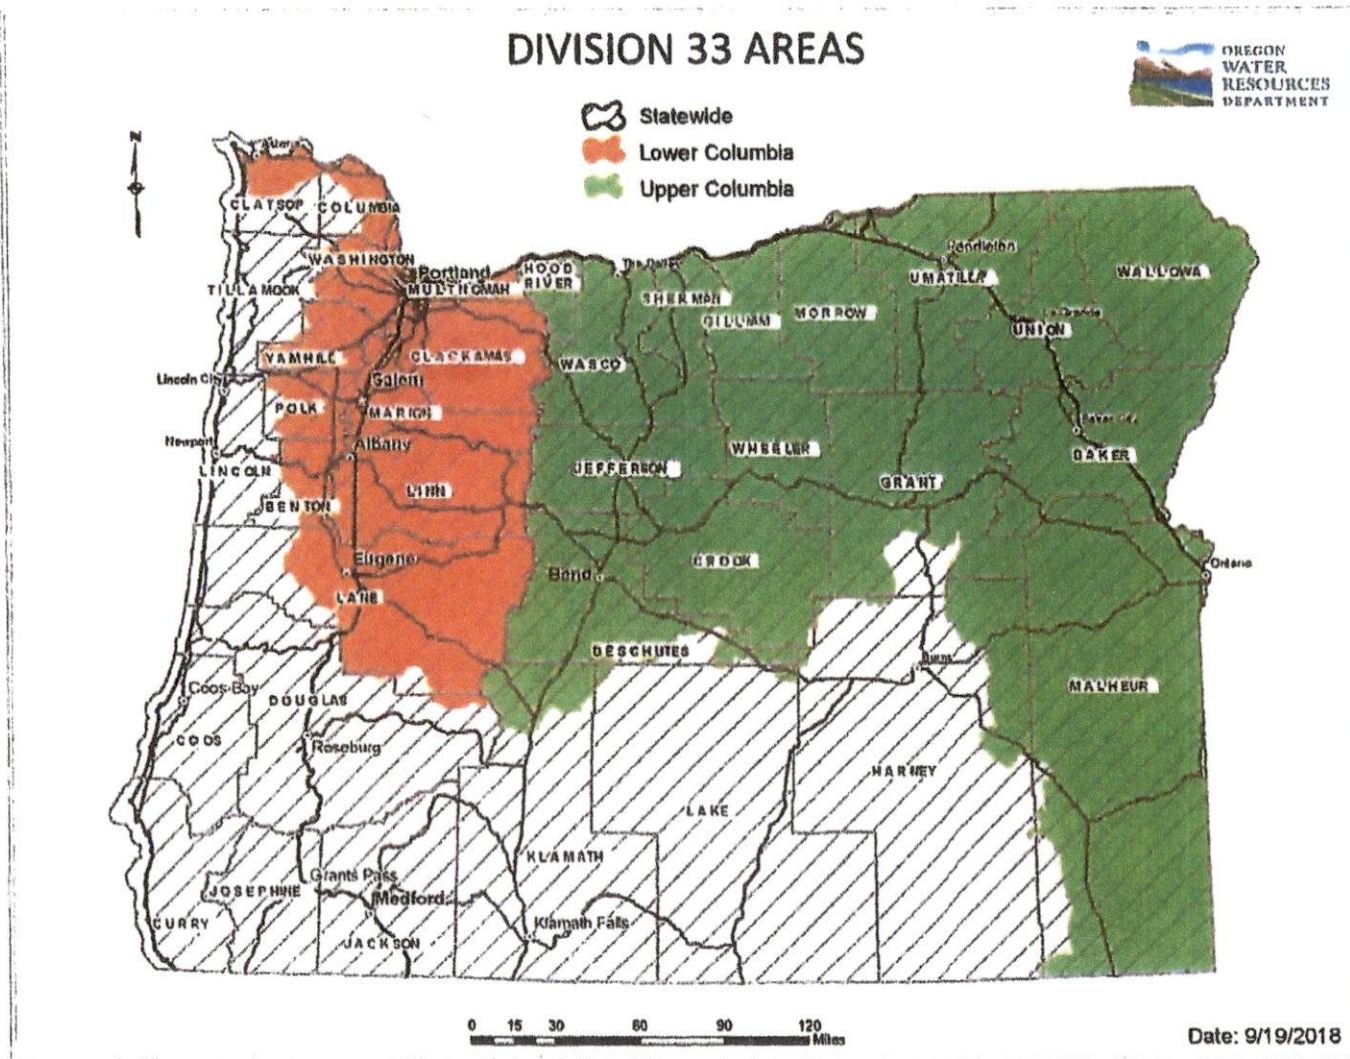 DIVISION 33 AREAS
OREGON
WATER
RESOURCES
DEPARTMENT
Statewide
Lower Columbia
Upper Columbia
N
Astoria
CLATSOP
COLUMBIA
WASHINGTON
Portland
MULTNOMAH
HOOD
RIVER
The Dalles
Pendleton
TILLAMOOK
SHERMAN
GILLIAM
MORROW
UMATILLA
WALLOWA
La Grande
UNION
YAMHILL
CLACKAMAS
WASCO
Lincoln City
Salem
POLK
MARION
Baker City
Newport
Albany
WHEELER
BAKER
LINCOLN
JEFFERSON
LINN
GRANT
BENTON
Eugene
Bend
CROOK
Ontario
LANE
DESCHUTES
Burns
Coos Bay
DOUGLAS
MALHEUR
COOS
Roseburg
HARNEY
LAKE
KLAMATH
Grants Pass
JOSEPHINE
Medford
CURRY
Klamath Falls
JACKSON
0 15 30 60 90 120
Miles
Date: 9/19/2018